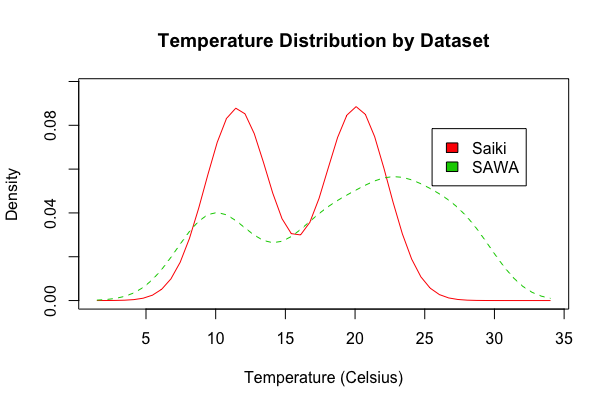 Temperature Distribution by Dataset
Density
0.08
0.04
0.00
Saiki
SAWA
5 10 15 20 25 30 35
Temperature (Celsius)